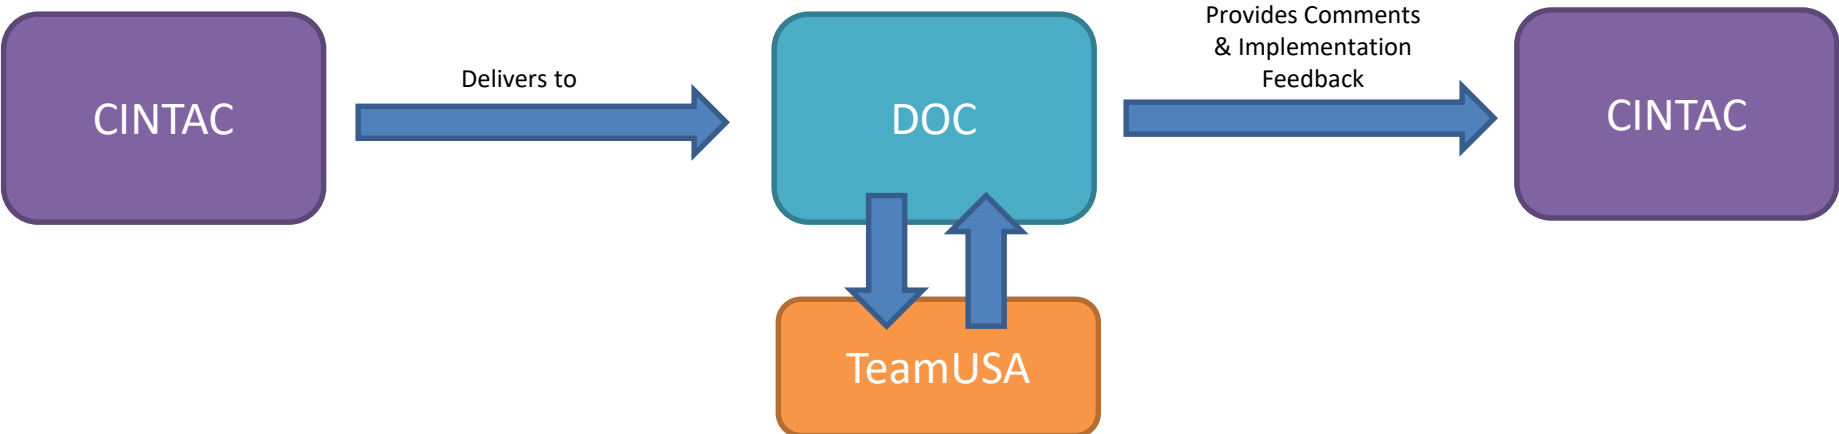 CINTAC
Delivers to
DOC
Provides Comments
& Implementation
Feedback
CINTAC
TeamUSA